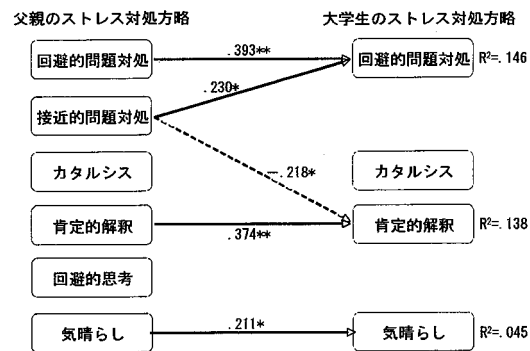 父親のストレス対処方略
大学生のストレス対処方略
回避的問題対処
.393**
回避的問題対処
R²=.146
.230*
接近的問題対処
-.218*
カタルシス
カタルシス
肯定的解釈
.374**
肯定的解釈
R²=.138
回避的思考
気晴らし
.211*
気晴らし
R²=.045